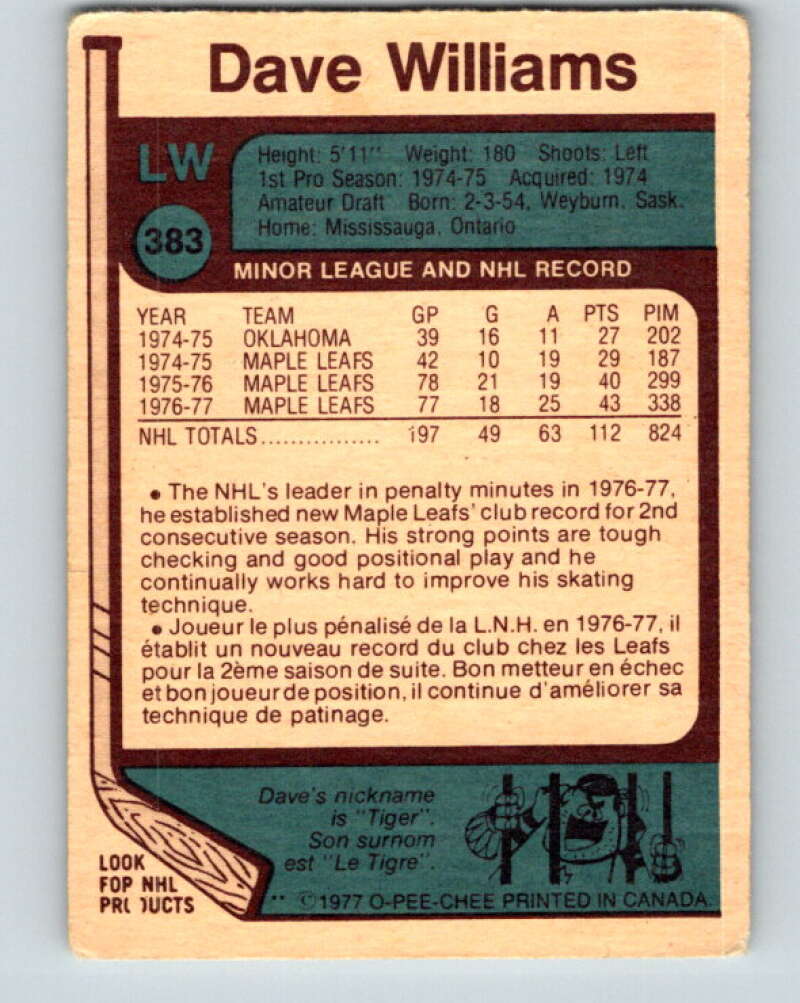 Dave Williams
LW
383
Height: 5'11" Weight: 180 Shoots: Left
1st Pro Season: 1974-75 Acquired: 1974
Amateur Draft Born: 2-3-54, Weyburn, Sask.
Home: Mississauga, Ontario
MINOR LEAGUE AND NHL RECORD
YEAR TEAM GP G A PTS PIM
1974-75 OKLAHOMA 39 16 11 27 202
1974-75 MAPLE LEAFS 42 10 19 29 187
1975-76 MAPLE LEAFS 78 21 19 40 299
1976-77 MAPLE LEAFS 77 18 25 43 338
NHL TOTALS................ 197 49 63 112 824
• The NHL's leader in penalty minutes in 1976-77,
he established new Maple Leafs' club record for 2nd
consecutive season. His strong points are tough
checking and good positional play and he
continually works hard to improve his skating
technique.
• Joueur le plus pénalisé de la L.N.H. en 1976-77, il
établit un nouveau record du club chez les Leafs
pour la 2ème saison de suite. Bon metteur en échec
et bon joueur de position, il continue d'améliorer sa
technique de patinage.
Dave's nickname
is "Tiger".
Son surnom
est "Le Tigre".
LOOK
FOR NHL
PRODUCTS
** ©1977 O-PEE-CHEE PRINTED IN CANADA.